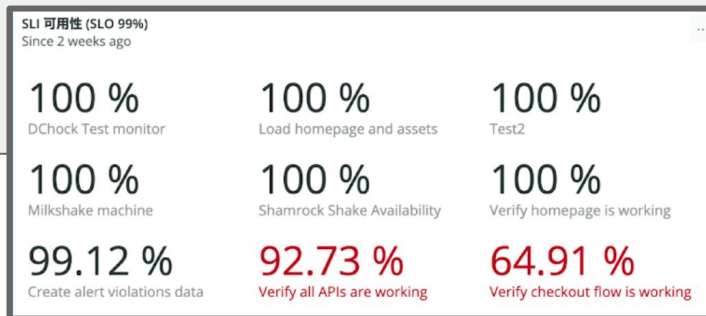 SLI 可用性 (SLO 99%)
Since 2 weeks ago
...
100 % 100 % 100 %
DChock Test monitor Load homepage and assets Test2
100 % 100 % 100 %
Milkshake machine Shamrock Shake Availability Verify homepage is working
99.12 % 92.73 % 64.91 %
Create alert violations data Verify all APIs are working Verify checkout flow is working